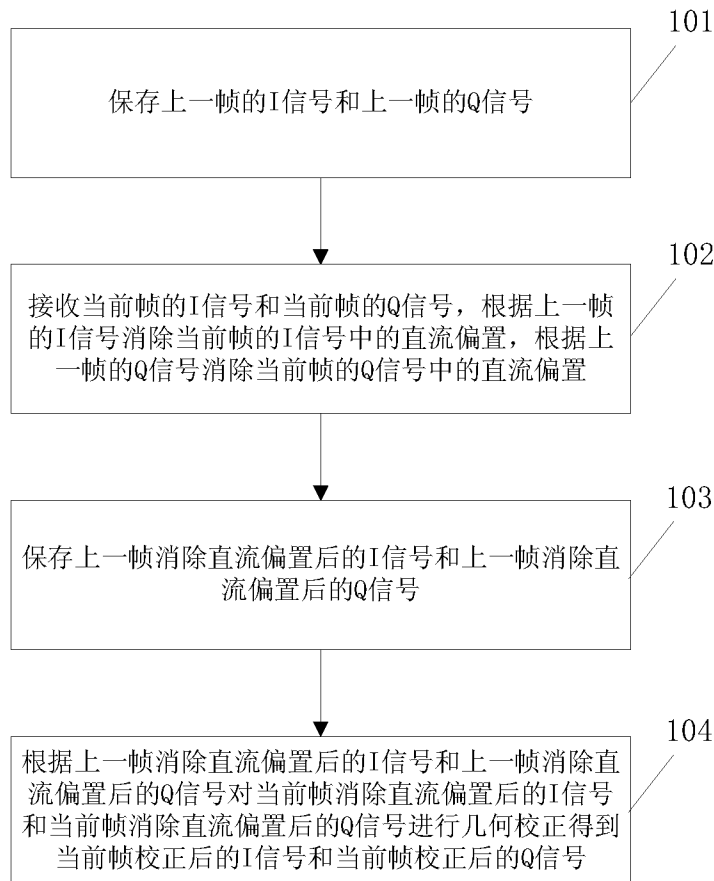 101
保存上一帧的I信号和上一帧的Q信号
102
接收当前帧的I信号和当前帧的Q信号，根据上一帧
的I信号消除当前帧的I信号中的直流偏置，根据上
一帧的Q信号消除当前帧的Q信号中的直流偏置
103
保存上一帧消除直流偏置后的I信号和上一帧消除直
流偏置后的Q信号
104
根据上一帧消除直流偏置后的I信号和上一帧消除直
流偏置后的Q信号对当前帧消除直流偏置后的I信号
和当前帧消除直流偏置后的Q信号进行几何校正得到
当前帧校正后的I信号和当前帧校正后的Q信号